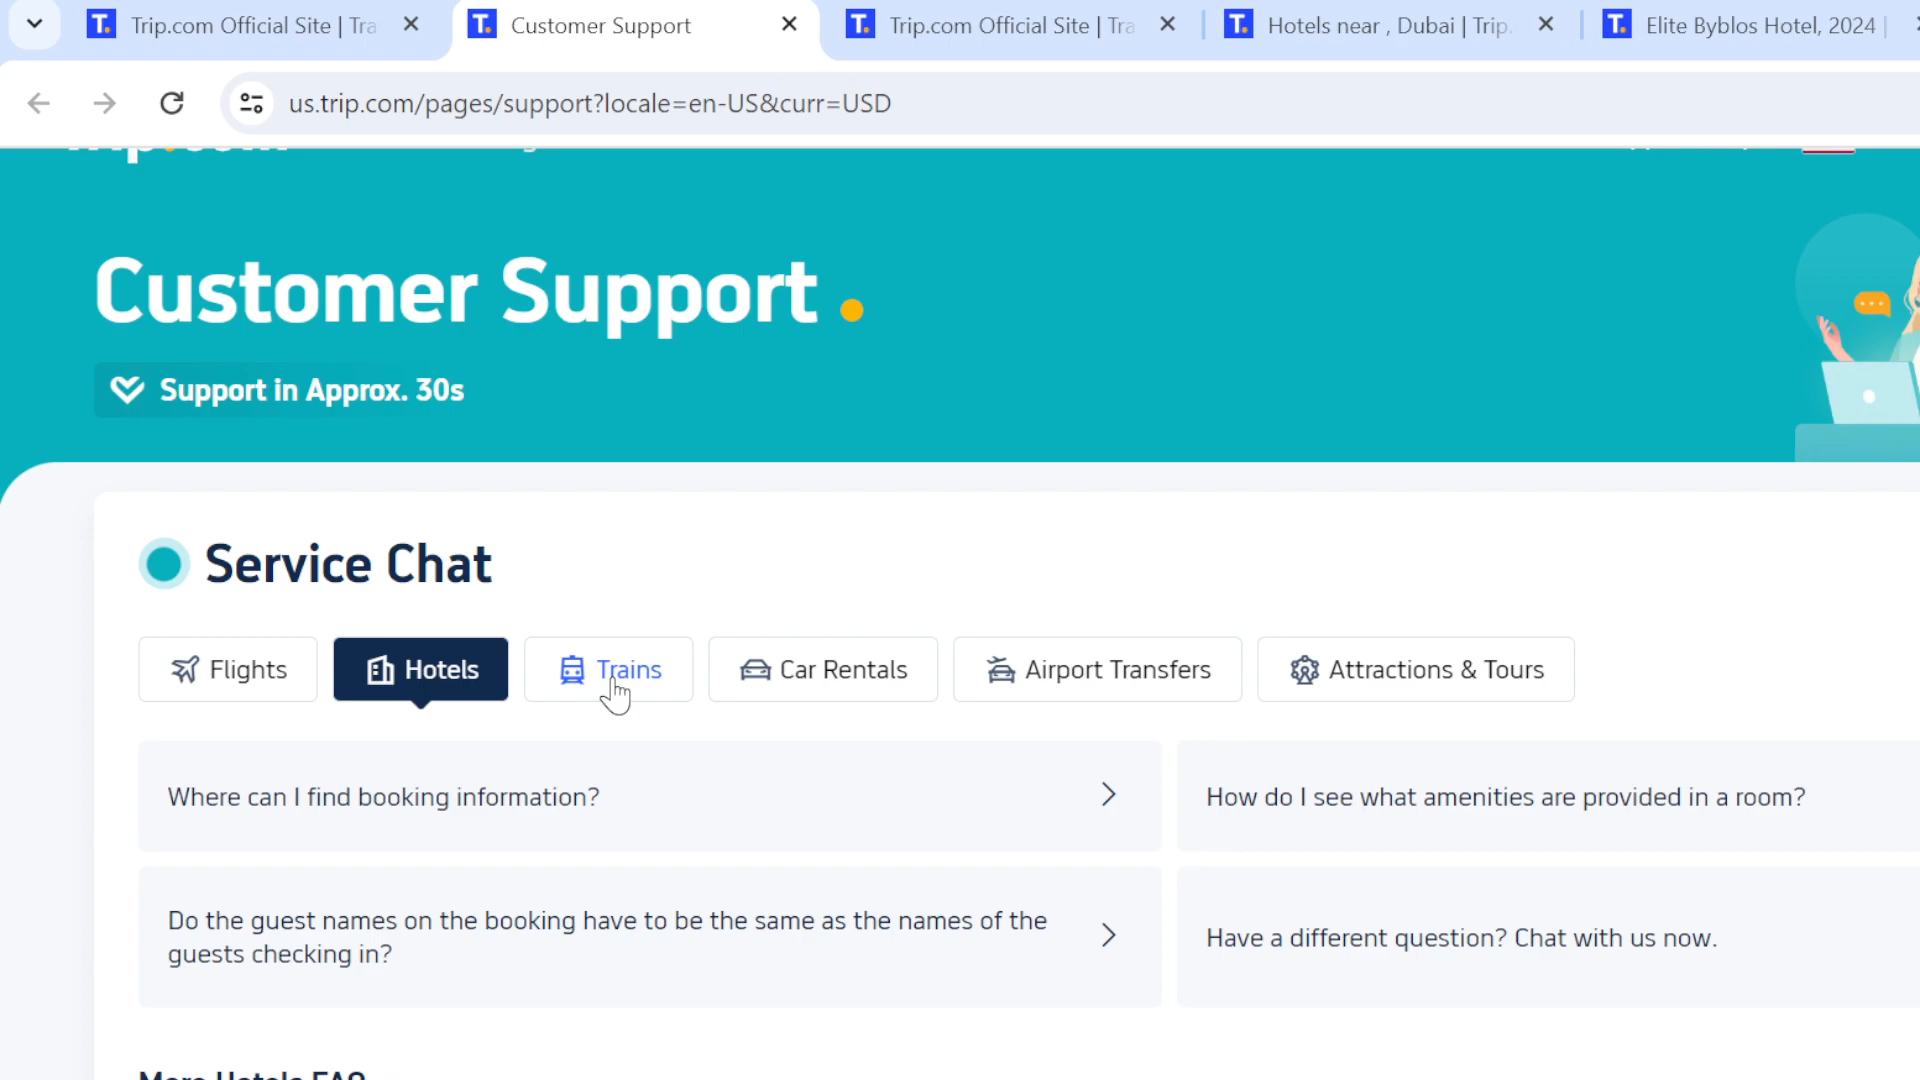 Trip.com Official Site | Tra
Customer Support
Trip.com Official Site | Tra
Hotels near , Dubai | Trip.
Elite Byblos Hotel, 2024 |
us.trip.com/pages/support?locale=en-US&curr=USD
Customer Support
Support in Approx. 30s
Service Chat
Flights
Hotels
Trains
Car Rentals
Airport Transfers
Attractions & Tours
Where can I find booking information?
How do I see what amenities are provided in a room?
Do the guest names on the booking have to be the same as the names of the
guests checking in?
Have a different question? Chat with us now.
More Hotels FAQ